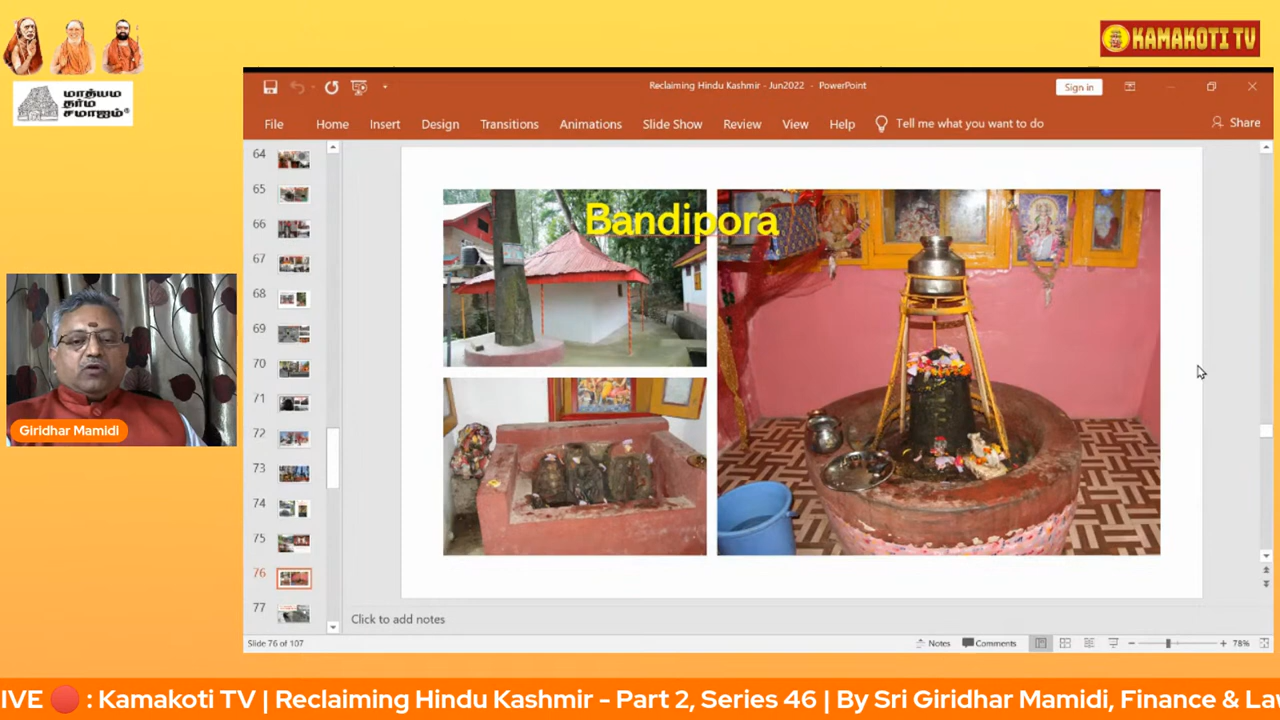 KAMAKOTI TV
மாத்யம
தர்ம
சமாஜம்®
Reclaiming Hindu Kashmir - Jun2022 - PowerPoint
Sign in
File Home Insert Design Transitions Animations Slide Show Review View Help Tell me what you want to do Share
64
65
66
67
68
69
70
71
72
73
74
75
76
77
Bandipora
Giridhar Mamidi
Click to add notes
Slide 76 of 107
Notes Comments 78%
IVE 🔴 : Kamakoti TV | Reclaiming Hindu Kashmir - Part 2, Series 46 | By Sri Giridhar Mamidi, Finance & La